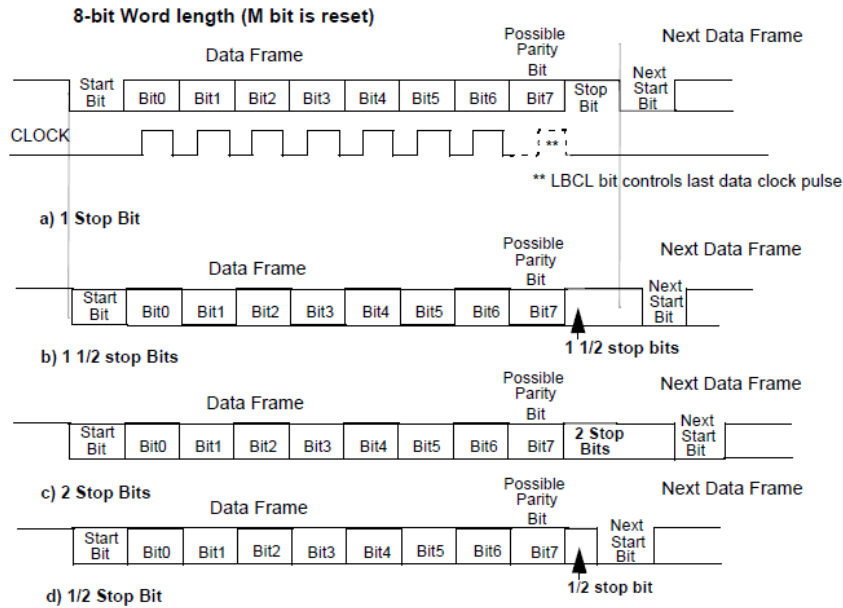 8-bit Word length (M bit is reset)
Possible
Parity
Bit
Data Frame
Next Data Frame
Start
Bit
Bit0
Bit1
Bit2
Bit3
Bit4
Bit5
Bit6
Bit7
Stop
Bit
Next
Start
Bit
CLOCK
**
** LBCL bit controls last data clock pulse
a) 1 Stop Bit
Possible
Parity
Bit
Data Frame
Next Data Frame
Start
Bit
Bit0
Bit1
Bit2
Bit3
Bit4
Bit5
Bit6
Bit7
Next
Start
Bit
1 1/2 stop bits
b) 1 1/2 stop Bits
Possible
Parity
Bit
Data Frame
Next Data Frame
Start
Bit
Bit0
Bit1
Bit2
Bit3
Bit4
Bit5
Bit6
Bit7
2 Stop
Bits
Next
Start
Bit
c) 2 Stop Bits
Possible
Parity
Bit
Data Frame
Next Data Frame
Start
Bit
Bit0
Bit1
Bit2
Bit3
Bit4
Bit5
Bit6
Bit7
Next
Start
Bit
1/2 stop bit
d) 1/2 Stop Bit